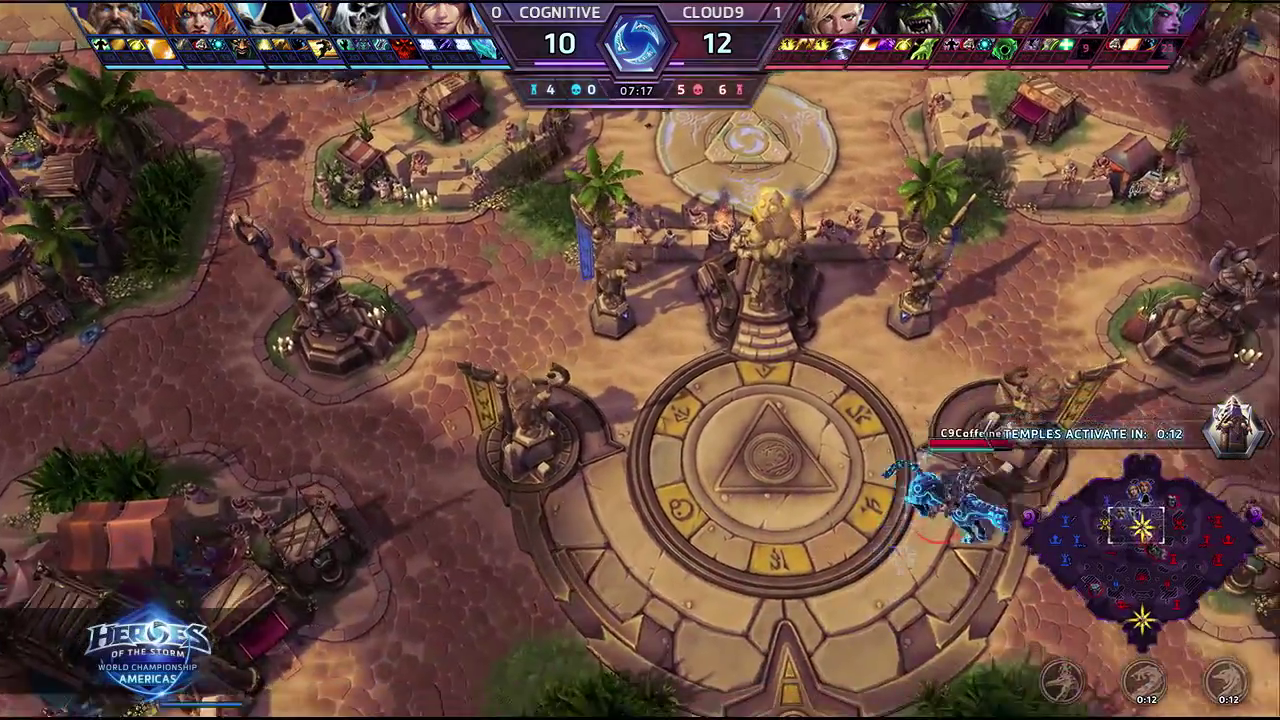 0 COGNITIVE CLOUD9 1
10 12
4 0 07:17 5 6
9 23
C9Caffeine TEMPLES ACTIVATE IN: 0:12
HEROES
OF THE STORM
WORLD CHAMPIONSHIP
AMERICAS
0:12 0:12